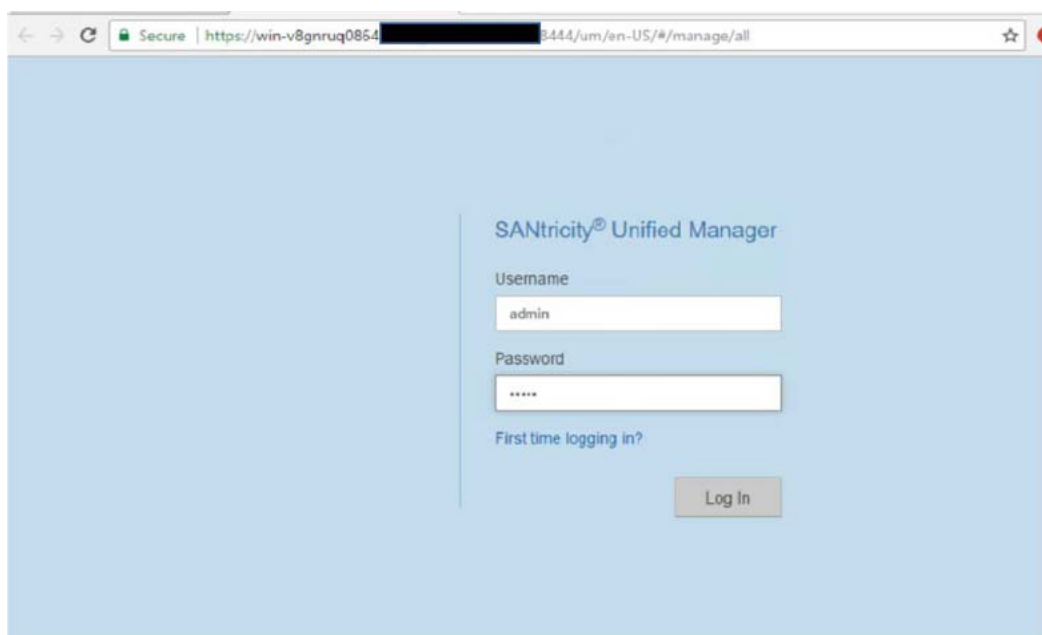 Secure | https://win-v8gnruq0864 8444/um/en-US/#/manage/all
SANtricity® Unified Manager
Username
admin
Password
•••••
First time logging in?
Log In